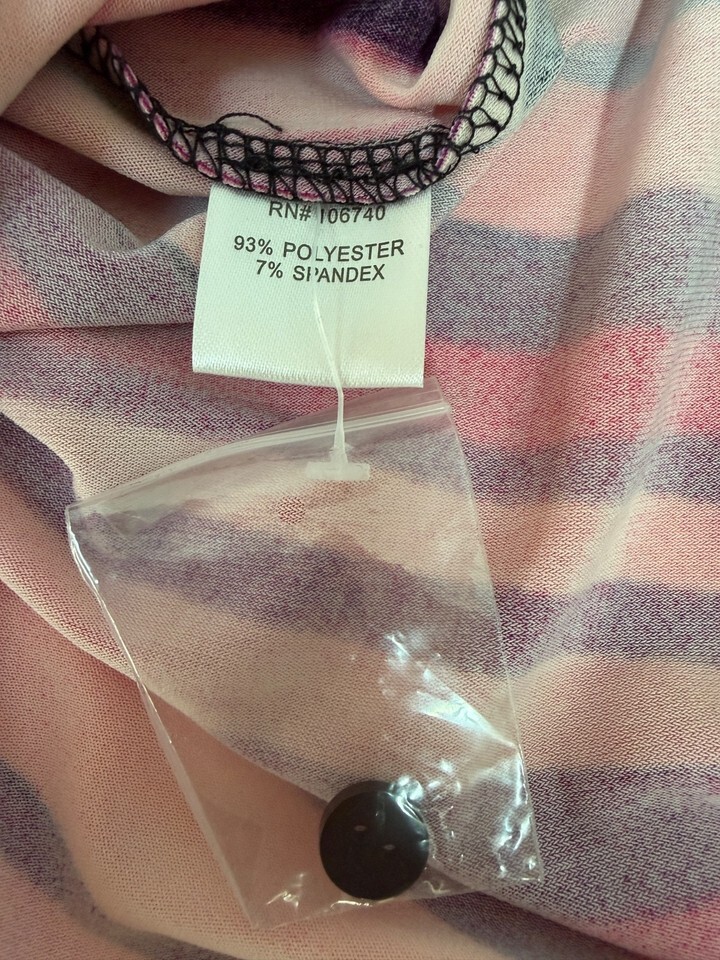 RN# 106740
93% POLYESTER
7% SPANDEX